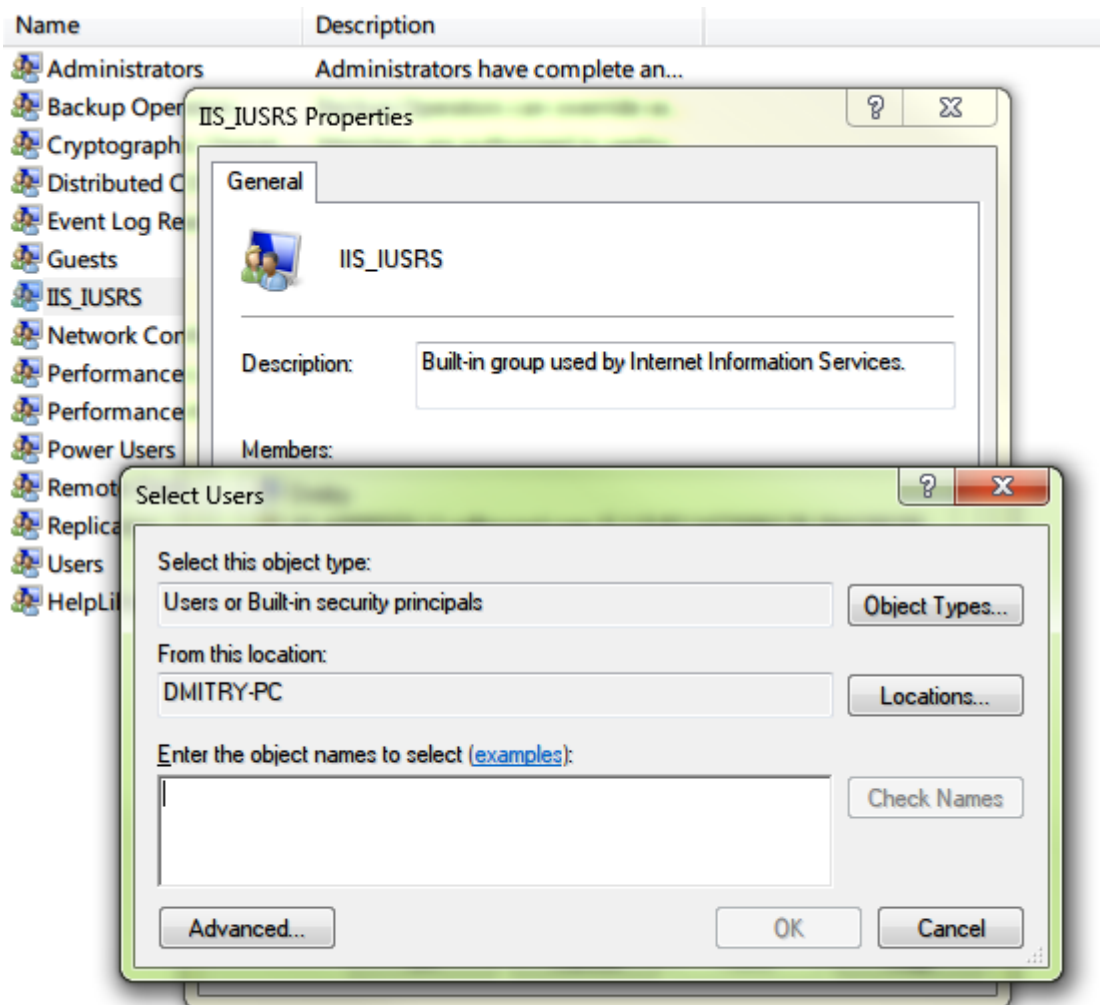 Name Description
Administrators Administrators have complete an...
Backup Oper
Cryptograph
Distributed C
Event Log Re
Guests
IIS_IUSRS
Network Con
Performance
Performance
Power Users
Remot
Replica
Users
HelpLil
IIS_IUSRS Properties
General
IIS_IUSRS
Description: Built-in group used by Internet Information Services.
Members:
Select Users
Select this object type:
Users or Built-in security principals Object Types...
From this location:
DMITRY-PC Locations...
Enter the object names to select (examples):
Check Names
Advanced... OK Cancel